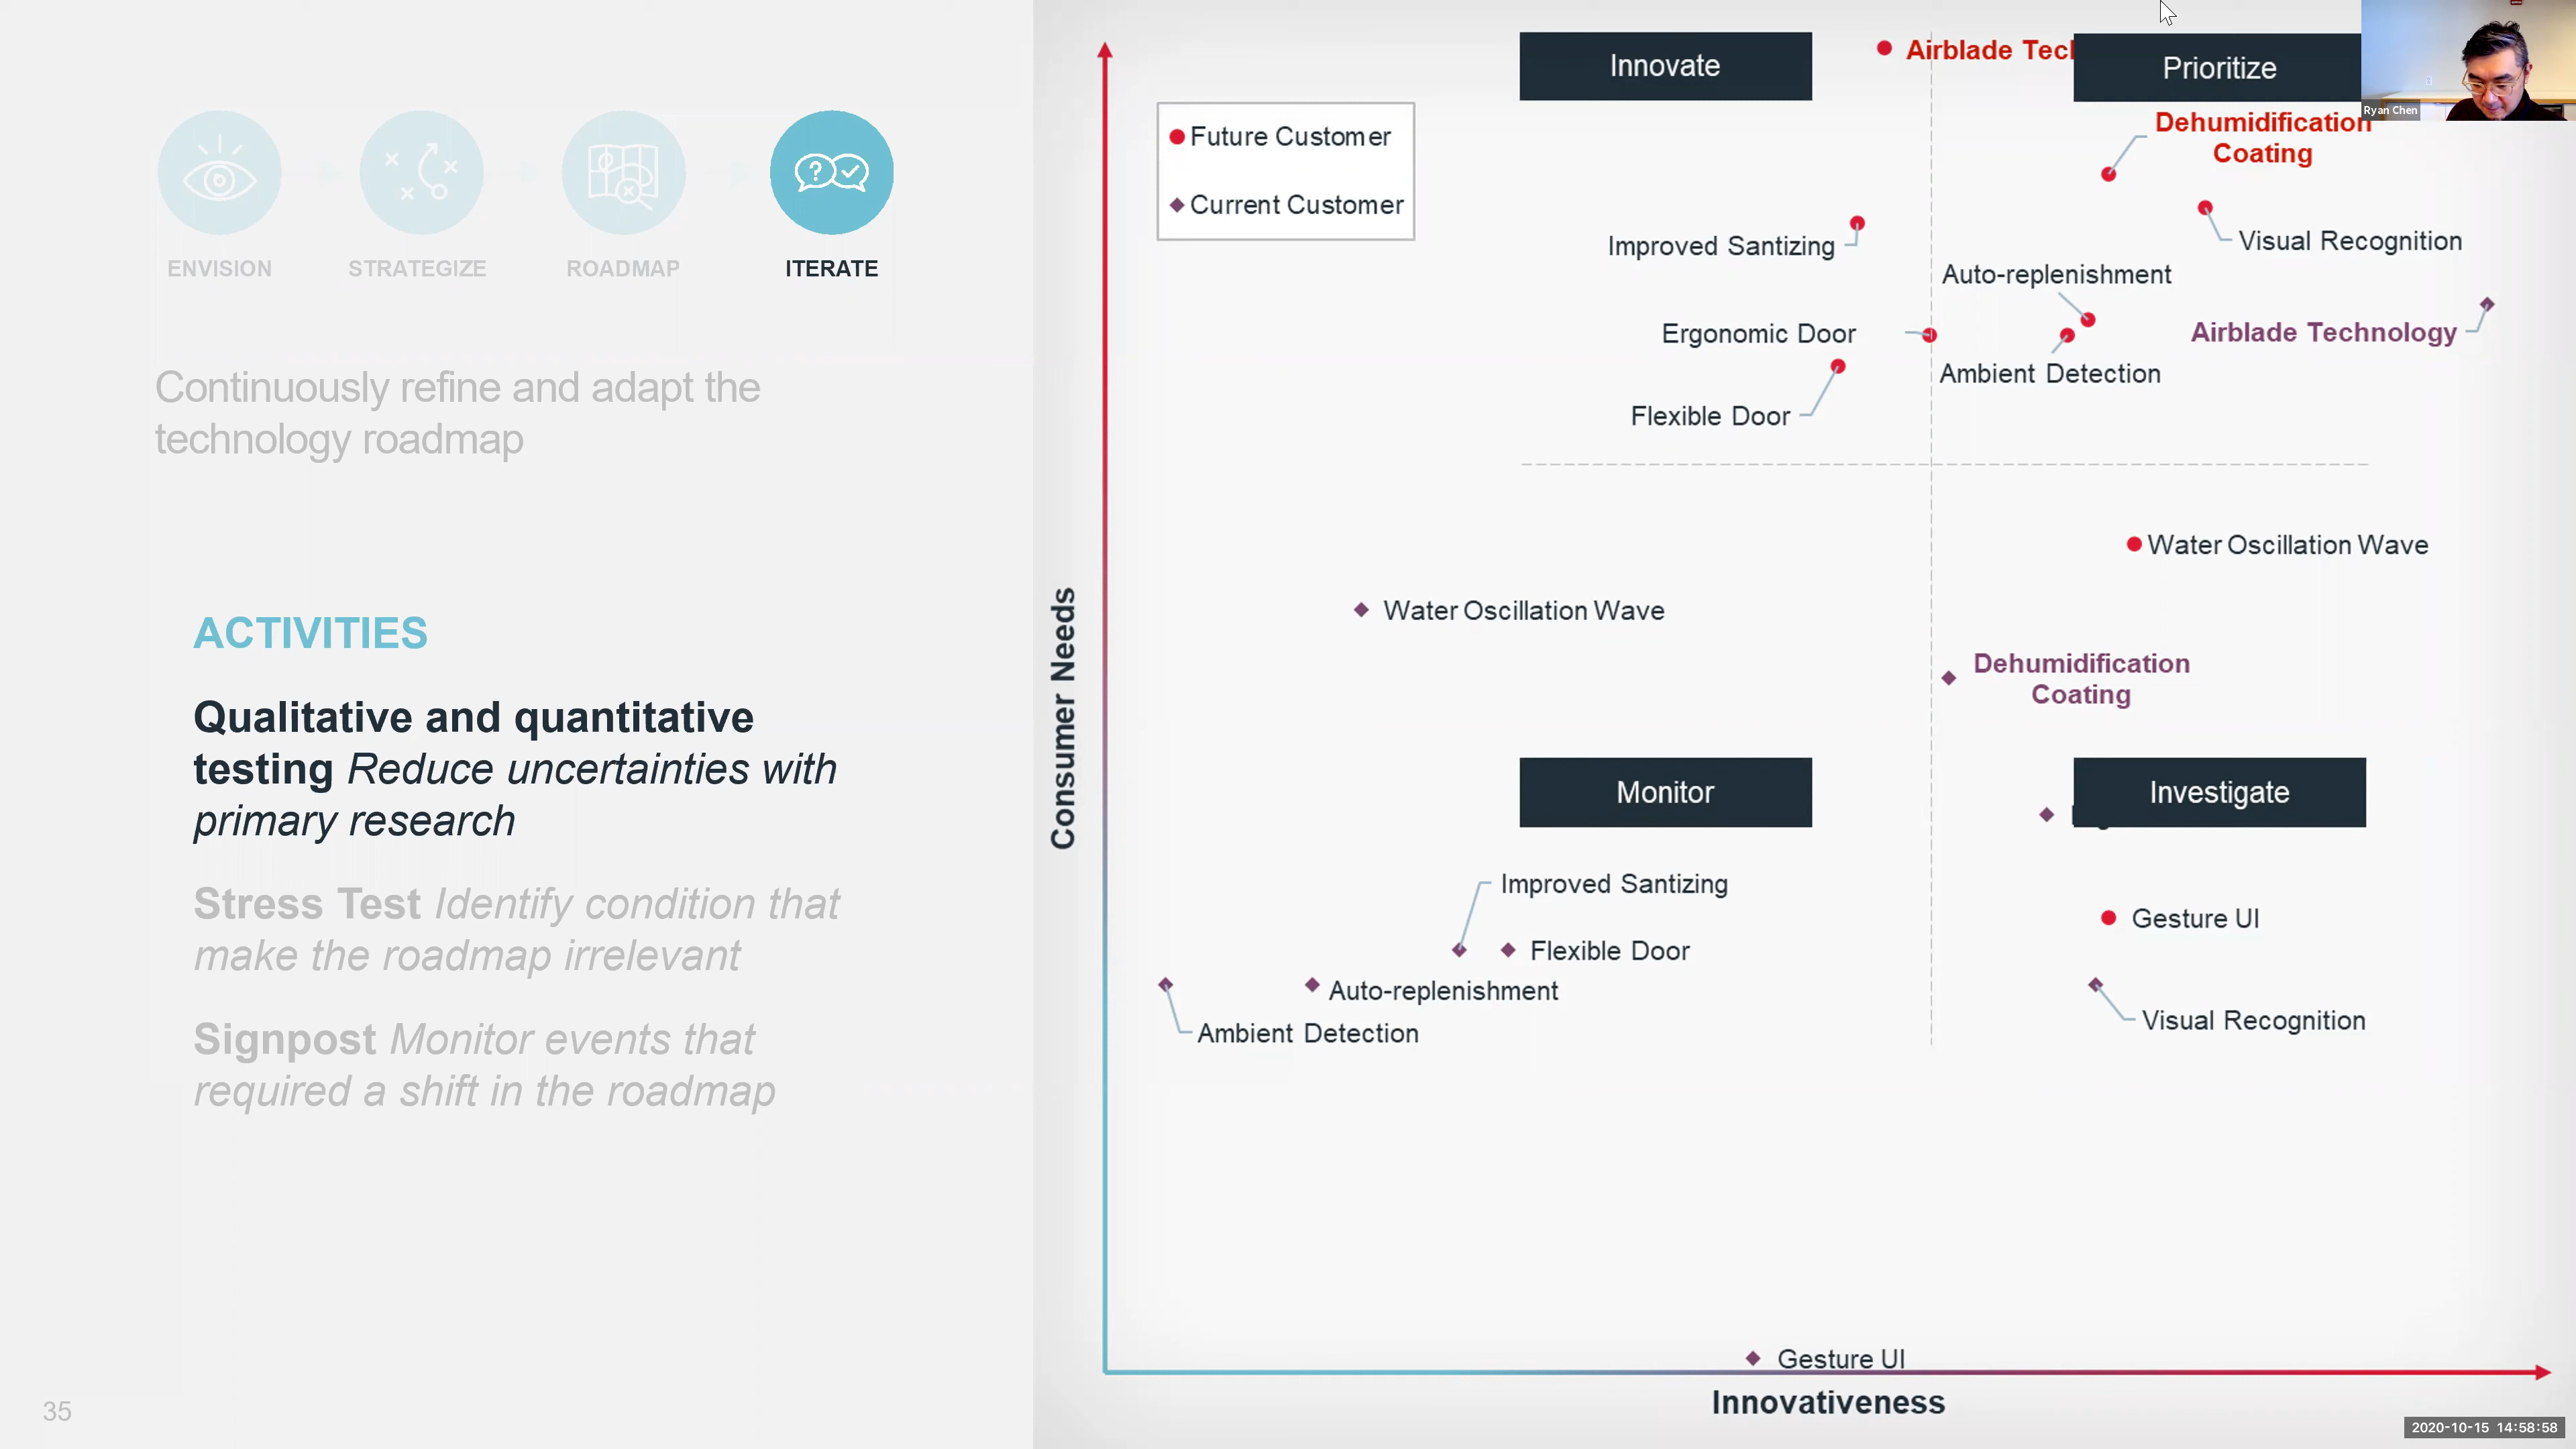 ENVISION
STRATEGIZE
ROADMAP
ITERATE
Continuously refine and adapt the
technology roadmap
ACTIVITIES
Qualitative and quantitative
testing Reduce uncertainties with
primary research
Stress Test Identify condition that
make the roadmap irrelevant
Signpost Monitor events that
required a shift in the roadmap
35
Innovate
Airblade
Prioritize
Ryan Chen
Future Customer
Current Customer
Dehumidification
Coating
Improved Santizing
Visual Recognition
Auto-replenishment
Ergonomic Door
Airblade Technology
Ambient Detection
Flexible Door
Water Oscillation Wave
Water Oscillation Wave
Dehumidification
Coating
Consumer Needs
Monitor
Investigate
Improved Santizing
Gesture UI
Flexible Door
Auto-replenishment
Visual Recognition
Ambient Detection
Gesture UI
Innovativeness
2020-10-15 14:58:58